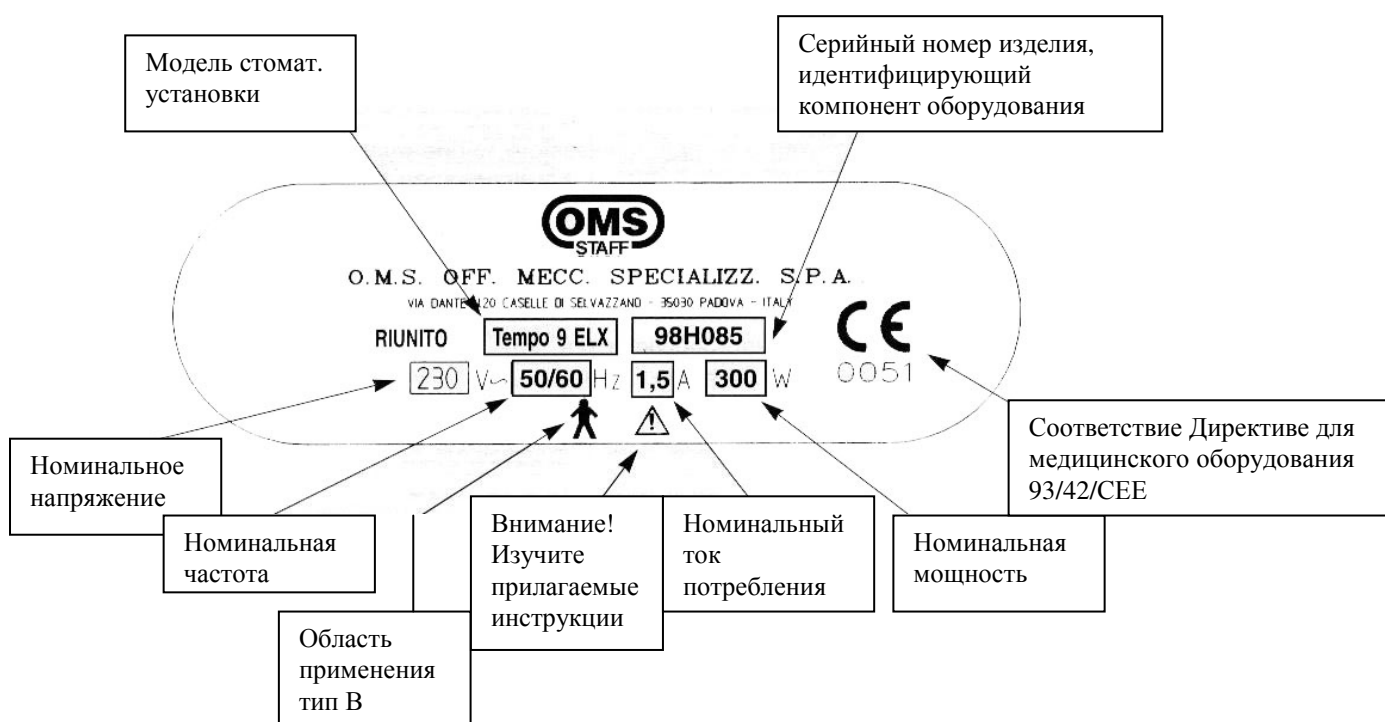 Модель стомат.
установки
Серийный номер изделия,
идентифицирующий
компонент оборудования
OMS
STAFF
O.M.S. OFF. MECC. SPECIALIZZ. S.P.A.
VIA DANTE 120 CASELLE DI SELVAZZANO - 35030 PADOVA - ITALY
RIUNITO Tempo 9 ELX 98H085
CE
0051
230 V~ 50/60 Hz 1,5 A 300 W
Номинальное
напряжение
Номинальная
частота
Область
применения
тип В
Внимание!
Изучите
прилагаемые
инструкции
Номинальный
ток
потребления
Номинальная
мощность
Соответствие Директиве для
медицинского оборудования
93/42/CEE